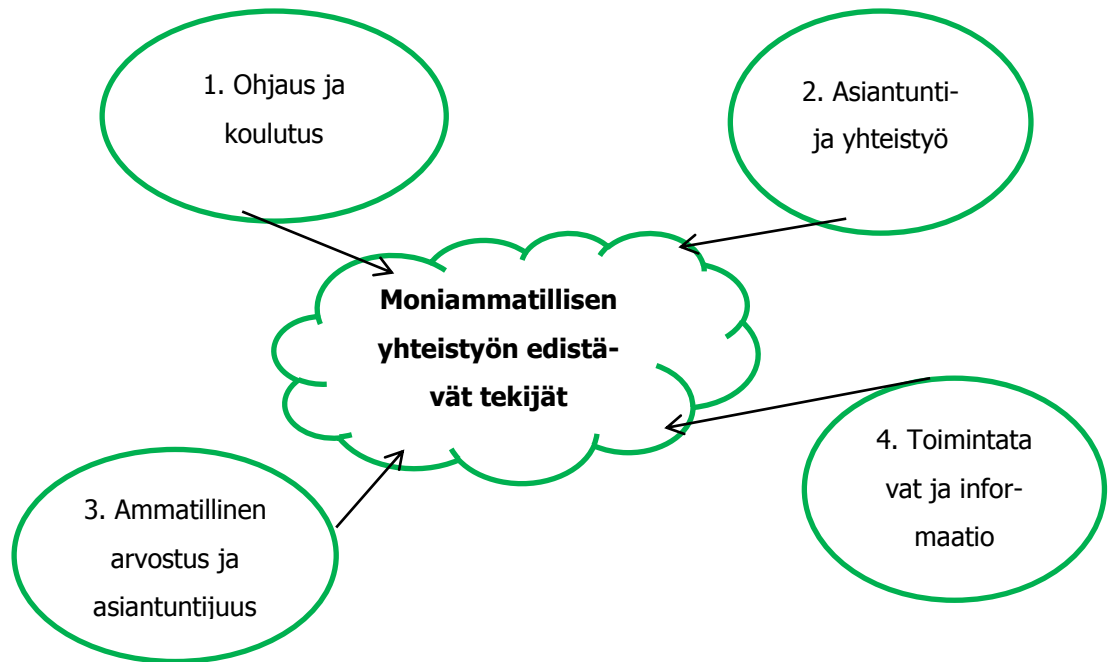 1. Ohjaus ja
koulutus
2. Asiantunti-
ja yhteistyö
Moniammatillisen
yhteistyön edistä-
vät tekijät
3. Ammatillinen
arvostus ja
asiantuntijuus
4. Toimintata
vat ja infor-
maatio